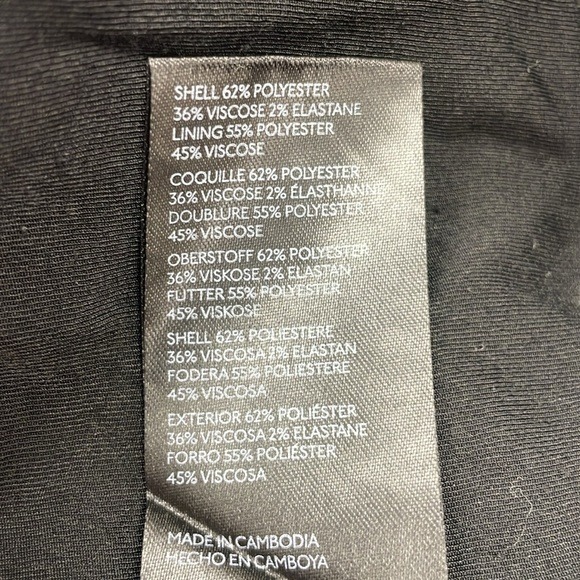 SHELL 62% POLYESTER
36% VISCOSE 2% ELASTANE
LINING 55% POLYESTER
45% VISCOSE
COQUILLE 62% POLYESTER
36% VISCOSE 2% ÉLASTHANNE
DOUBLURE 55% POLYESTER
45% VISCOSE
OBERSTOFF 62% POLYESTER
36% VISKOSE 2% ELASTAN
FUTTER 55% POLYESTER
45% VISKOSE
SHELL 62% POLIESTERE
36% VISCOSA 2% ELASTAN
FODERA 55% POLIESTERE
45% VISCOSA
EXTERIOR 62% POLIÉSTER
36% VISCOSA 2% ELASTANE
FORRO 55% POLIÉSTER
45% VISCOSA
MADE IN CAMBODIA
HECHO EN CAMBOYA